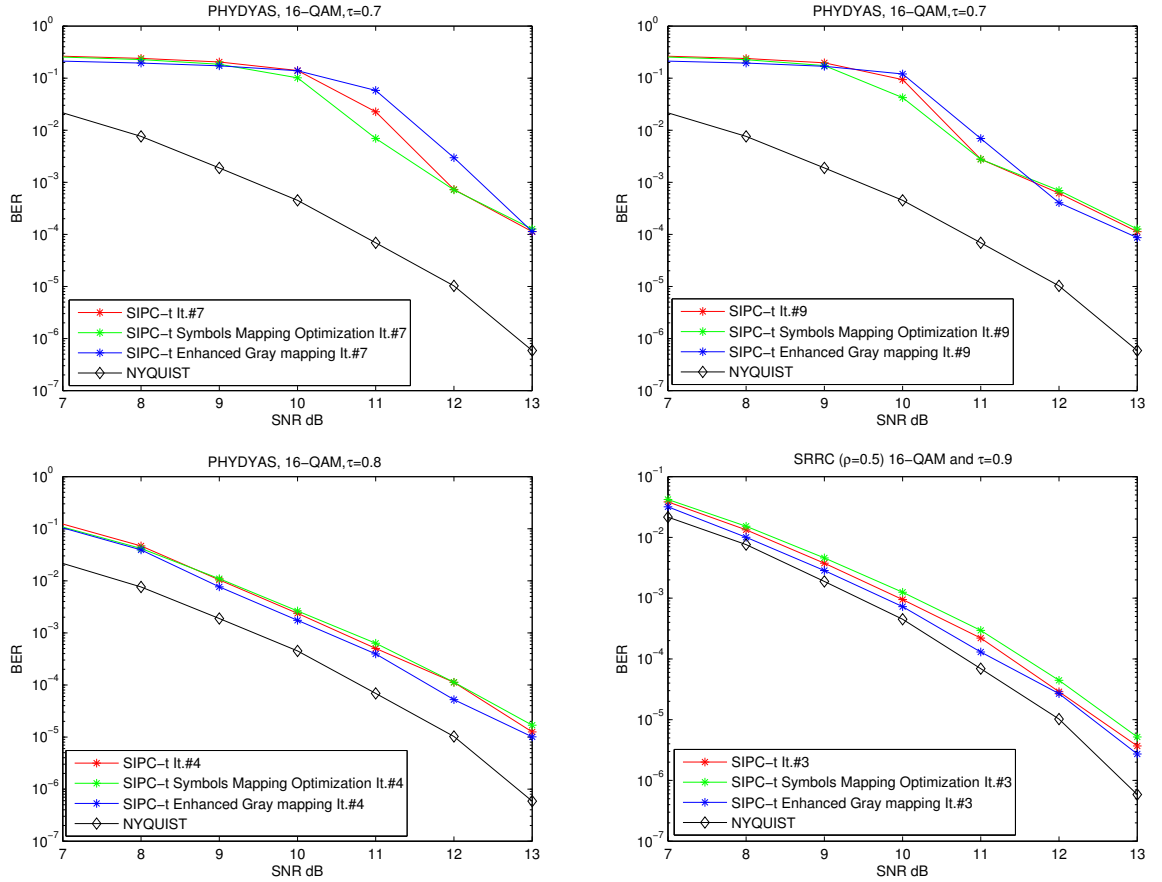 PHYDYAS, 16−QAM,τ=0.7
10^0
10^−1
10^−2
10^−3
10^−4
10^−5
10^−6
10^−7
BER
SIPC−t It.#7
SIPC−t Symbols Mapping Optimization It.#7
SIPC−t Enhanced Gray mapping It.#7
NYQUIST
7 8 9 10 11 12 13
SNR dB
PHYDYAS, 16−QAM,τ=0.7
10^0
10^−1
10^−2
10^−3
10^−4
10^−5
10^−6
10^−7
BER
SIPC−t It.#9
SIPC−t Symbols Mapping Optimization It.#9
SIPC−t Enhanced Gray mapping It.#9
NYQUIST
7 8 9 10 11 12 13
SNR dB
PHYDYAS, 16−QAM,τ=0.8
10^0
10^−1
10^−2
10^−3
10^−4
10^−5
10^−6
10^−7
BER
SIPC−t It.#4
SIPC−t Symbols Mapping Optimization It.#4
SIPC−t Enhanced Gray mapping It.#4
NYQUIST
7 8 9 10 11 12 13
SNR dB
SRRC (ρ=0.5) 16−QAM and τ=0.9
10^−1
10^−2
10^−3
10^−4
10^−5
10^−6
10^−7
BER
SIPC−t It.#3
SIPC−t Symbols Mapping Optimization It.#3
SIPC−t Enhanced Gray mapping It.#3
NYQUIST
7 8 9 10 11 12 13
SNR dB